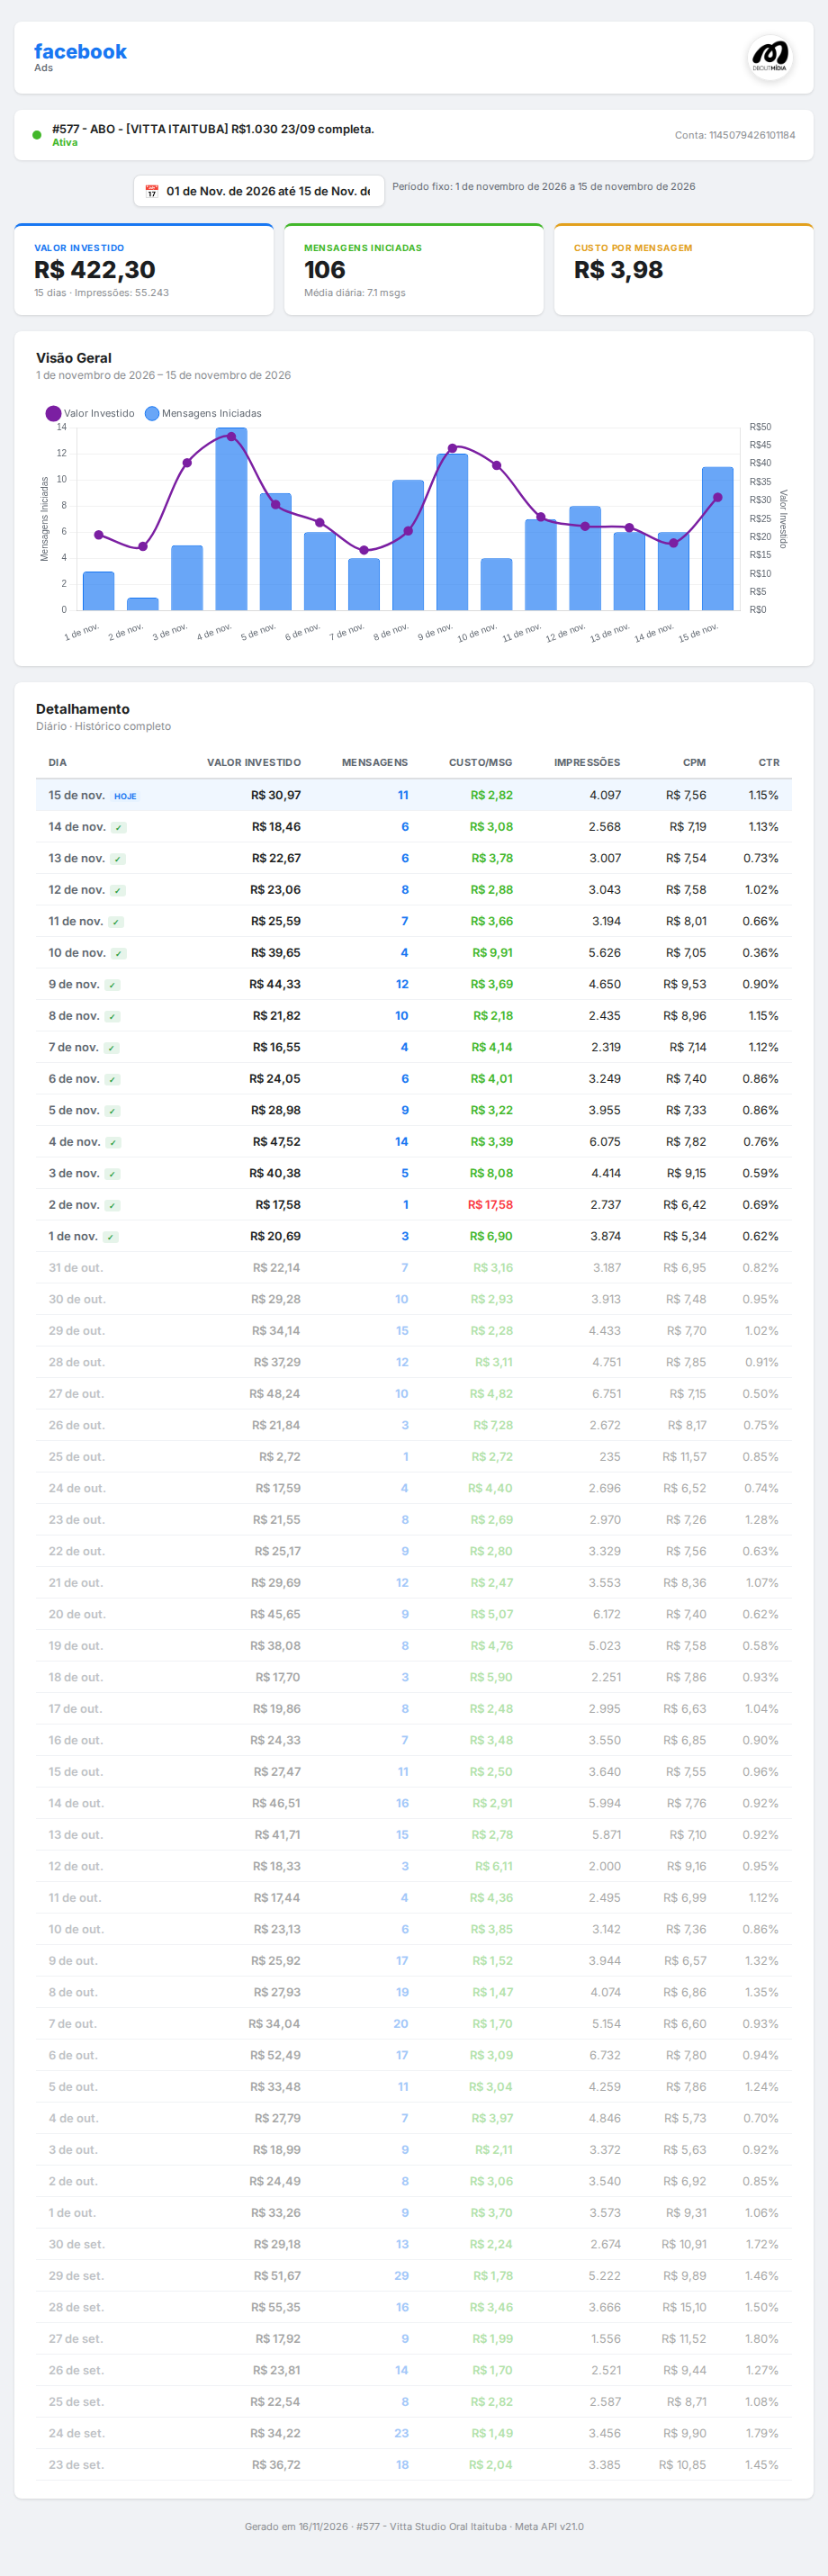 facebook
Ads
DBOUTMÍDIA
#577 - ABO - [VITTA ITAITUBA] R$1.030 23/09 completa.
Ativa
Conta: 1145079426101184
01 de Nov. de 2026 até 15 de Nov. de
Período fixo: 1 de novembro de 2026 a 15 de novembro de 2026
VALOR INVESTIDO
R$ 422,30
15 dias · Impressões: 55.243
MENSAGENS INICIADAS
106
Média diária: 7.1 msgs
CUSTO POR MENSAGEM
R$ 3,98
Visão Geral
1 de novembro de 2026 – 15 de novembro de 2026
Valor Investido Mensagens Iniciadas
Mensagens Iniciadas
14
12
10
8
6
4
2
0
R$50
R$45
R$40
R$35
R$30
R$25
R$20
R$15
R$10
R$5
R$0
Valor Investido
1 de nov. 2 de nov. 3 de nov. 4 de nov. 5 de nov. 6 de nov. 7 de nov. 8 de nov. 9 de nov. 10 de nov. 11 de nov. 12 de nov. 13 de nov. 14 de nov. 15 de nov.
Detalhamento
Diário · Histórico completo
DIA VALOR INVESTIDO MENSAGENS CUSTO/MSG IMPRESSÕES CPM CTR
15 de nov. HOJE R$ 30,97 11 R$ 2,82 4.097 R$ 7,56 1.15%
14 de nov. ✓ R$ 18,46 6 R$ 3,08 2.568 R$ 7,19 1.13%
13 de nov. ✓ R$ 22,67 6 R$ 3,78 3.007 R$ 7,54 0.73%
12 de nov. ✓ R$ 23,06 8 R$ 2,88 3.043 R$ 7,58 1.02%
11 de nov. ✓ R$ 25,59 7 R$ 3,66 3.194 R$ 8,01 0.66%
10 de nov. ✓ R$ 39,65 4 R$ 9,91 5.626 R$ 7,05 0.36%
9 de nov. ✓ R$ 44,33 12 R$ 3,69 4.650 R$ 9,53 0.90%
8 de nov. ✓ R$ 21,82 10 R$ 2,18 2.435 R$ 8,96 1.15%
7 de nov. ✓ R$ 16,55 4 R$ 4,14 2.319 R$ 7,14 1.12%
6 de nov. ✓ R$ 24,05 6 R$ 4,01 3.249 R$ 7,40 0.86%
5 de nov. ✓ R$ 28,98 9 R$ 3,22 3.955 R$ 7,33 0.86%
4 de nov. ✓ R$ 47,52 14 R$ 3,39 6.075 R$ 7,82 0.76%
3 de nov. ✓ R$ 40,38 5 R$ 8,08 4.414 R$ 9,15 0.59%
2 de nov. ✓ R$ 17,58 1 R$ 17,58 2.737 R$ 6,42 0.69%
1 de nov. ✓ R$ 20,69 3 R$ 6,90 3.874 R$ 5,34 0.62%
31 de out. R$ 22,14 7 R$ 3,16 3.187 R$ 6,95 0.82%
30 de out. R$ 29,28 10 R$ 2,93 3.913 R$ 7,48 0.95%
29 de out. R$ 34,14 15 R$ 2,28 4.433 R$ 7,70 1.02%
28 de out. R$ 37,29 12 R$ 3,11 4.751 R$ 7,85 0.91%
27 de out. R$ 48,24 10 R$ 4,82 6.751 R$ 7,15 0.50%
26 de out. R$ 21,84 3 R$ 7,28 2.672 R$ 8,17 0.75%
25 de out. R$ 2,72 1 R$ 2,72 235 R$ 11,57 0.85%
24 de out. R$ 17,59 4 R$ 4,40 2.696 R$ 6,52 0.74%
23 de out. R$ 21,55 8 R$ 2,69 2.970 R$ 7,26 1.28%
22 de out. R$ 25,17 9 R$ 2,80 3.329 R$ 7,56 0.63%
21 de out. R$ 29,69 12 R$ 2,47 3.553 R$ 8,36 1.07%
20 de out. R$ 45,65 9 R$ 5,07 6.172 R$ 7,40 0.62%
19 de out. R$ 38,08 8 R$ 4,76 5.023 R$ 7,58 0.58%
18 de out. R$ 17,70 3 R$ 5,90 2.251 R$ 7,86 0.93%
17 de out. R$ 19,86 8 R$ 2,48 2.995 R$ 6,63 1.04%
16 de out. R$ 24,33 7 R$ 3,48 3.550 R$ 6,85 0.90%
15 de out. R$ 27,47 11 R$ 2,50 3.640 R$ 7,55 0.96%
14 de out. R$ 46,51 16 R$ 2,91 5.994 R$ 7,76 0.92%
13 de out. R$ 41,71 15 R$ 2,78 5.871 R$ 7,10 0.92%
12 de out. R$ 18,33 3 R$ 6,11 2.000 R$ 9,16 0.95%
11 de out. R$ 17,44 4 R$ 4,36 2.495 R$ 6,99 1.12%
10 de out. R$ 23,13 6 R$ 3,85 3.142 R$ 7,36 0.86%
9 de out. R$ 25,92 17 R$ 1,52 3.944 R$ 6,57 1.32%
8 de out. R$ 27,93 19 R$ 1,47 4.074 R$ 6,86 1.35%
7 de out. R$ 34,04 20 R$ 1,70 5.154 R$ 6,60 0.93%
6 de out. R$ 52,49 17 R$ 3,09 6.732 R$ 7,80 0.94%
5 de out. R$ 33,48 11 R$ 3,04 4.259 R$ 7,86 1.24%
4 de out. R$ 27,79 7 R$ 3,97 4.846 R$ 5,73 0.70%
3 de out. R$ 18,99 9 R$ 2,11 3.372 R$ 5,63 0.92%
2 de out. R$ 24,49 8 R$ 3,06 3.540 R$ 6,92 0.85%
1 de out. R$ 33,26 9 R$ 3,70 3.573 R$ 9,31 1.06%
30 de set. R$ 29,18 13 R$ 2,24 2.674 R$ 10,91 1.72%
29 de set. R$ 51,67 29 R$ 1,78 5.222 R$ 9,89 1.46%
28 de set. R$ 55,35 16 R$ 3,46 3.666 R$ 15,10 1.50%
27 de set. R$ 17,92 9 R$ 1,99 1.556 R$ 11,52 1.80%
26 de set. R$ 23,81 14 R$ 1,70 2.521 R$ 9,44 1.27%
25 de set. R$ 22,54 8 R$ 2,82 2.587 R$ 8,71 1.08%
24 de set. R$ 34,22 23 R$ 1,49 3.456 R$ 9,90 1.79%
23 de set. R$ 36,72 18 R$ 2,04 3.385 R$ 10,85 1.45%
Gerado em 16/11/2026 · #577 - Vitta Studio Oral Itaituba · Meta API v21.0